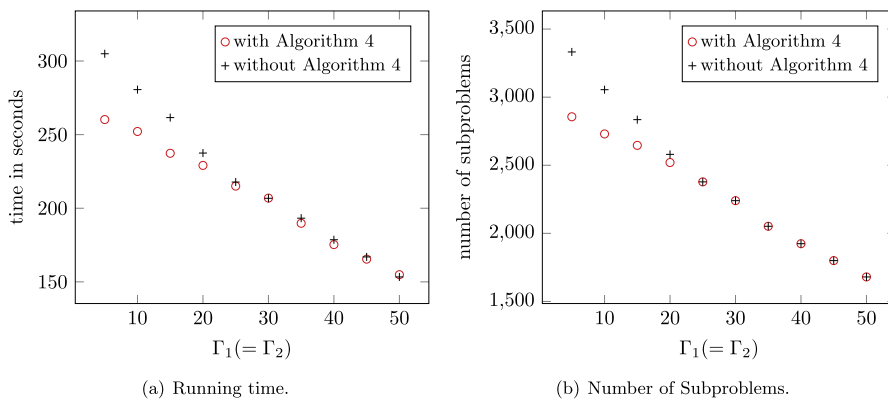 with Algorithm 4
without Algorithm 4
300
250
200
150
time in seconds
10 20 30 40 50
Γ₁(= Γ₂)
(a) Running time.
with Algorithm 4
without Algorithm 4
3,500
3,000
2,500
2,000
1,500
number of subproblems
10 20 30 40 50
Γ₁(= Γ₂)
(b) Number of Subproblems.